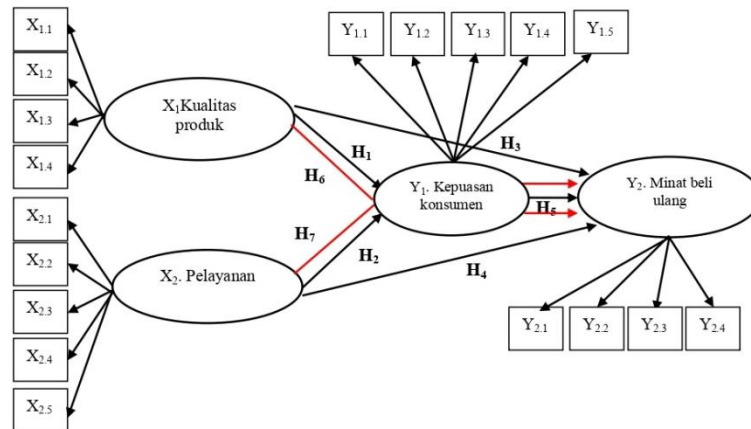 X1.1
X1.2
X1.3
X1.4
X1Kualitas
produk
Y1.1
Y1.2
Y1.3
Y1.4
Y1.5
H1
H3
H6
Y1. Kepuasan
konsumen
H5
Y2. Minat beli
ulang
X2.1
X2.2
X2.3
X2.4
X2.5
X2. Pelayanan
H7
H2
H4
Y2.1
Y2.2
Y2.3
Y2.4